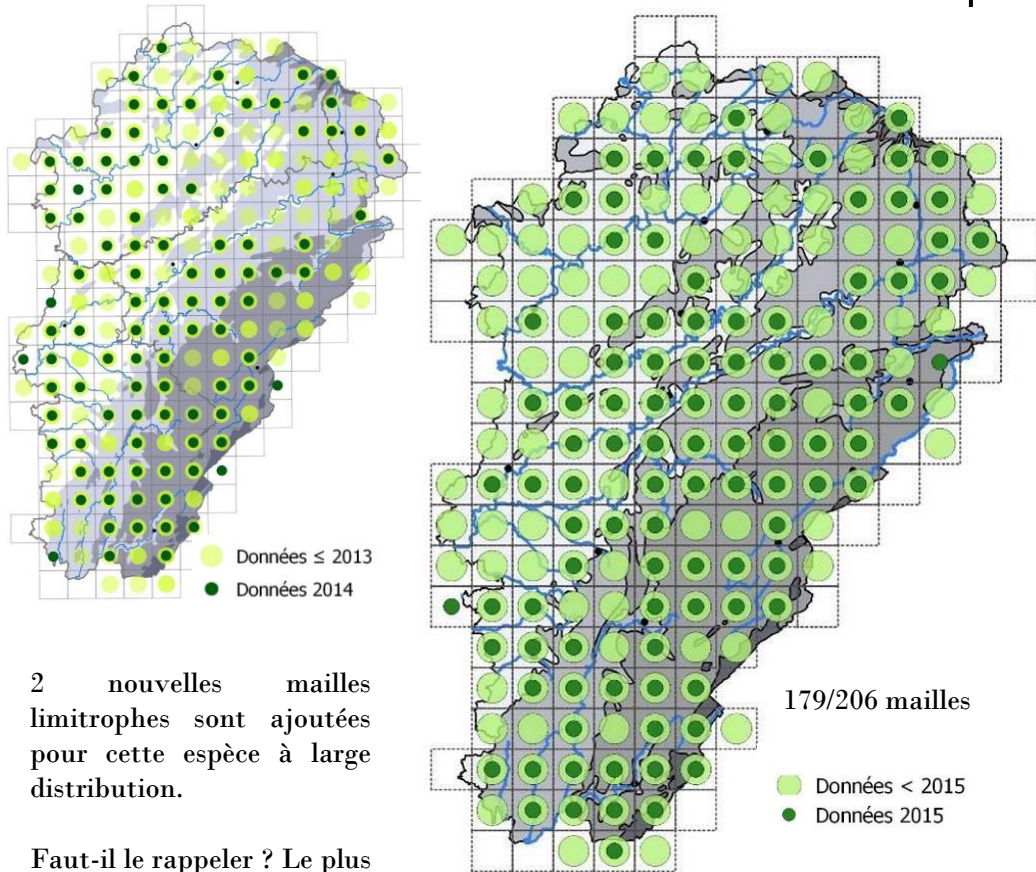 Données ≤ 2013
Données 2014
2 nouvelles mailles
limitrophes sont ajoutées
pour cette espèce à large
distribution.
Faut-il le rappeler ? Le plus
179/206 mailles
Données < 2015
Données 2015